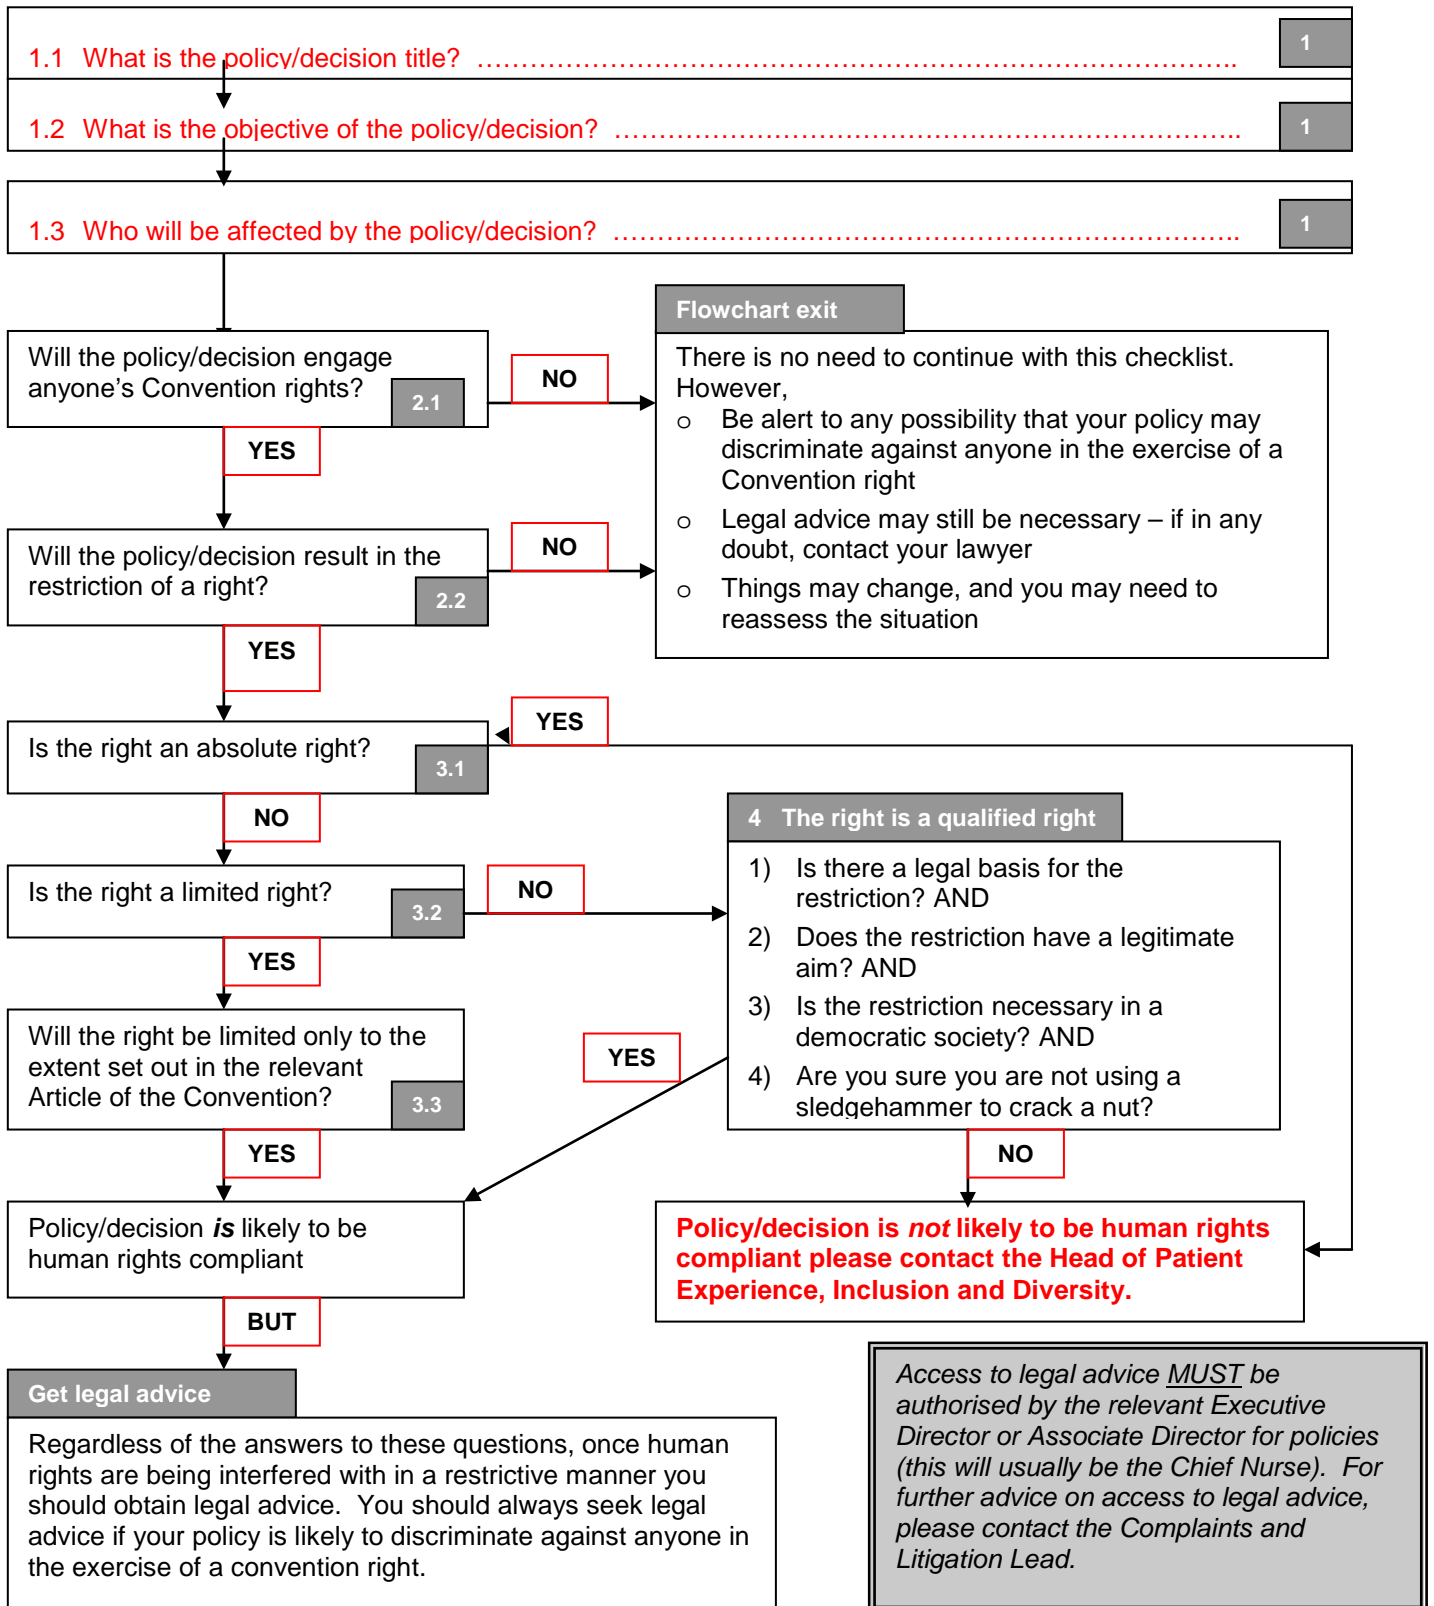 1.1 What is the policy/decision title? …………………………………………………………………………..
1
1.2 What is the objective of the policy/decision? ……………………………………………………………..
1
1.3 Who will be affected by the policy/decision? ……………………………………………………………..
1
Will the policy/decision engage
anyone’s Convention rights?
2.1
NO
YES
Flowchart exit
There is no need to continue with this checklist.
However,
o Be alert to any possibility that your policy may
discriminate against anyone in the exercise of a
Convention right
o Legal advice may still be necessary – if in any
doubt, contact your lawyer
o Things may change, and you may need to
reassess the situation
Will the policy/decision result in the
restriction of a right?
2.2
NO
YES
Is the right an absolute right?
3.1
YES
NO
Is the right a limited right?
3.2
NO
YES
4 The right is a qualified right
1) Is there a legal basis for the
restriction? AND
2) Does the restriction have a legitimate
aim? AND
3) Is the restriction necessary in a
democratic society? AND
4) Are you sure you are not using a
sledgehammer to crack a nut?
Will the right be limited only to the
extent set out in the relevant
Article of the Convention?
3.3
YES
YES
NO
Policy/decision is likely to be
human rights compliant
Policy/decision is not likely to be human rights
compliant please contact the Head of Patient
Experience, Inclusion and Diversity.
BUT
Get legal advice
Regardless of the answers to these questions, once human
rights are being interfered with in a restrictive manner you
should obtain legal advice. You should always seek legal
advice if your policy is likely to discriminate against anyone in
the exercise of a convention right.
Access to legal advice MUST be
authorised by the relevant Executive
Director or Associate Director for policies
(this will usually be the Chief Nurse). For
further advice on access to legal advice,
please contact the Complaints and
Litigation Lead.